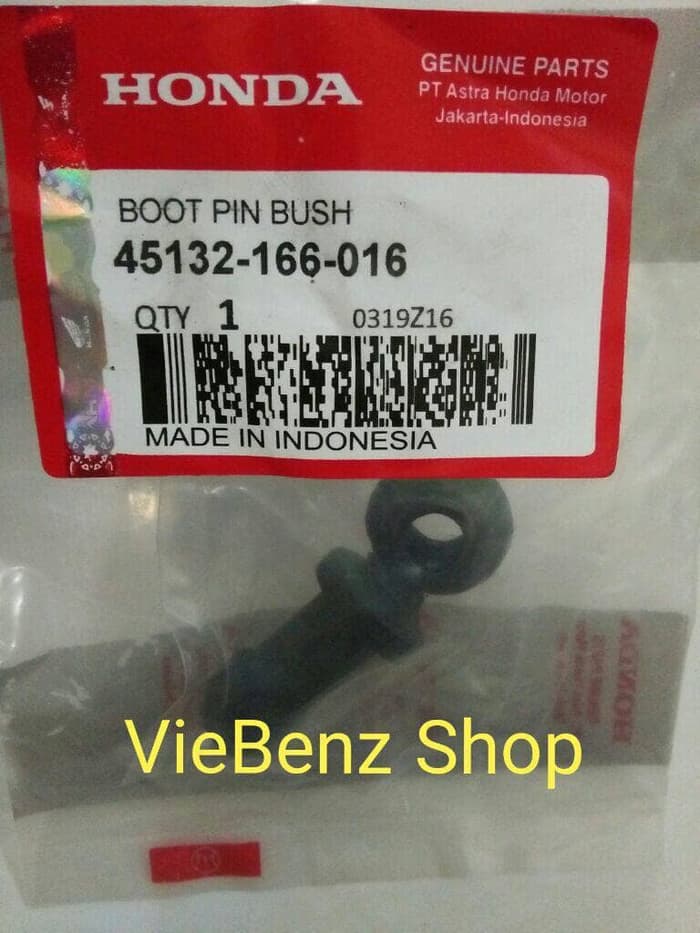 HONDA
GENUINE PARTS
PT Astra Honda Motor
Jakarta-Indonesia
BOOT PIN BUSH
45132-166-016
QTY 1 0319Z16
MADE IN INDONESIA
HONDA
VieBenz Shop